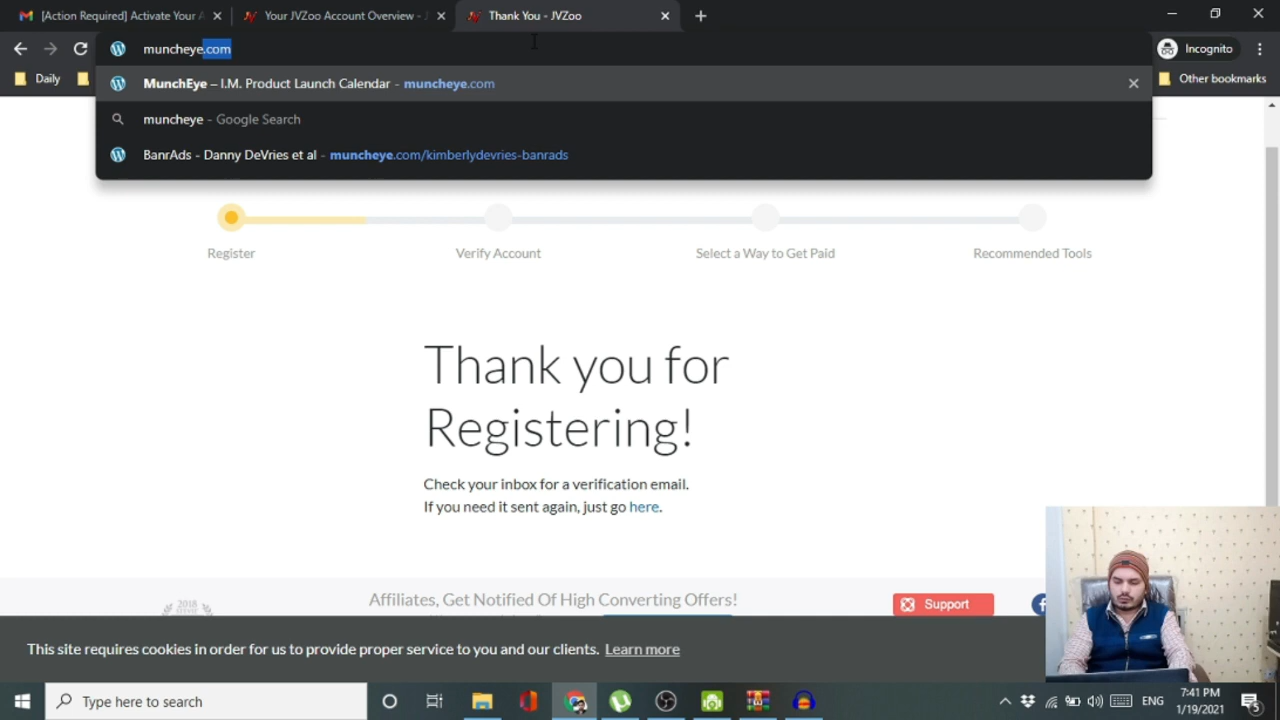 [Action Required] Activate Your A
Your JVZoo Account Overview - J
Thank You - JVZoo
muncheye.com
Incognito
Daily
Other bookmarks
MunchEye – I.M. Product Launch Calendar - muncheye.com
muncheye - Google Search
BanrAds - Danny DeVries et al - muncheye.com/kimberlydevries-banrads
Register
Verify Account
Select a Way to Get Paid
Recommended Tools
Thank you for
Registering!
Check your inbox for a verification email.
If you need it sent again, just go here.
2018
Affiliates, Get Notified Of High Converting Offers!
Support
This site requires cookies in order for us to provide proper service to you and our clients. Learn more
Type here to search
ENG
7:41 PM
1/19/2021
5